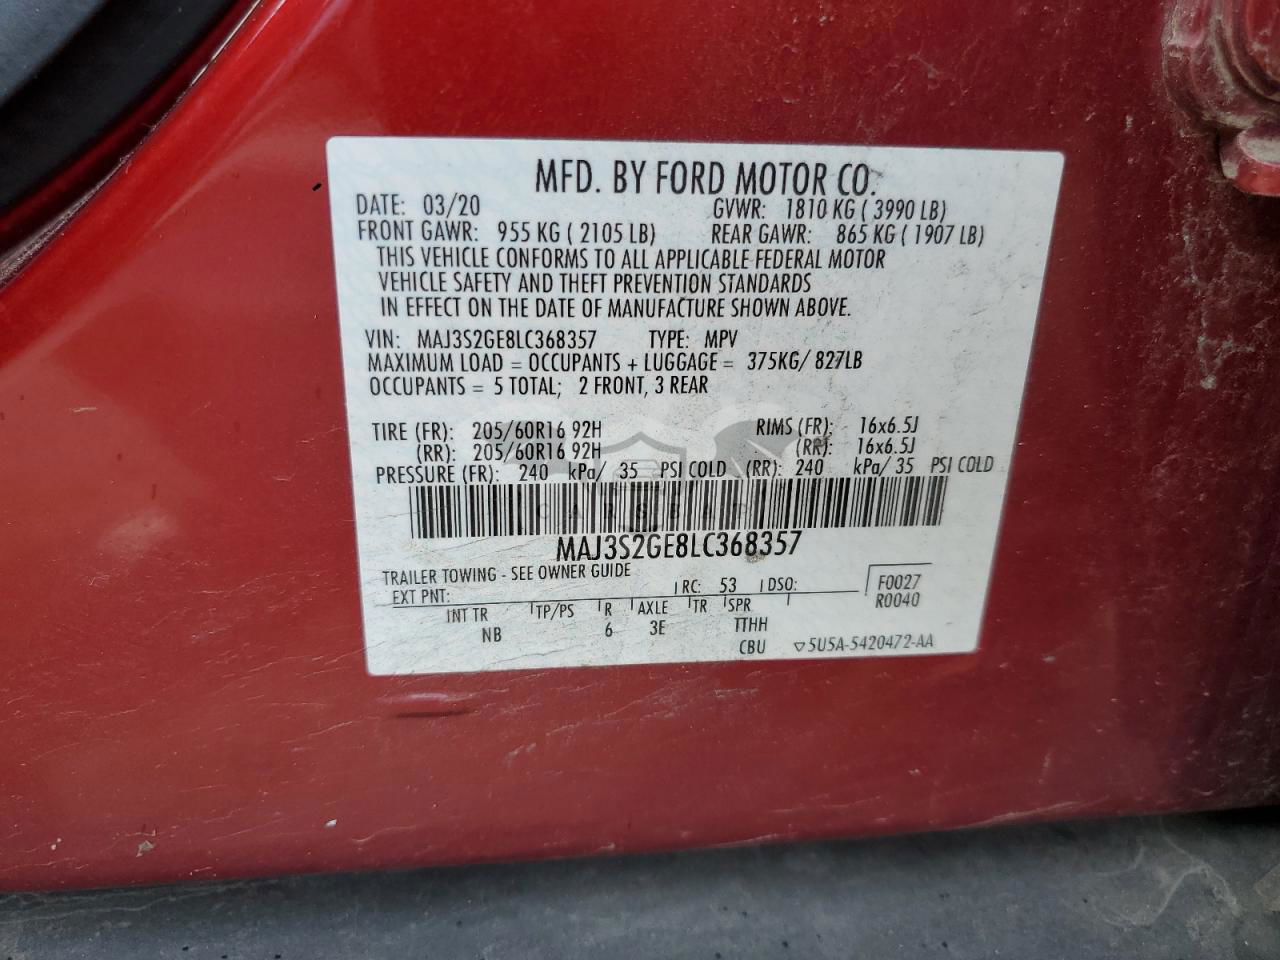 MFD. BY FORD MOTOR CO.
DATE: 03/20 GVWR: 1810 KG ( 3990 LB)
FRONT GAWR: 955 KG ( 2105 LB) REAR GAWR: 865 KG ( 1907 LB)
THIS VEHICLE CONFORMS TO ALL APPLICABLE FEDERAL MOTOR
VEHICLE SAFETY AND THEFT PREVENTION STANDARDS
IN EFFECT ON THE DATE OF MANUFACTURE SHOWN ABOVE.
VIN: MAJ3S2GE8LC368357 TYPE: MPV
MAXIMUM LOAD = OCCUPANTS + LUGGAGE = 375KG/ 827LB
OCCUPANTS = 5 TOTAL; 2 FRONT, 3 REAR
TIRE (FR): 205/60R16 92H RIMS (FR): 16x6.5J
(RR): 205/60R16 92H (RR): 16x6.5J
PRESSURE (FR): 240 kPa/ 35 PSI COLD (RR): 240 kPa/ 35 PSI COLD
MAJ3S2GE8LC368357
TRAILER TOWING - SEE OWNER GUIDE
EXT PNT: RC: 53 DSO: F0027
R0040
INT TR TP/PS R AXLE TR SPR
NB 6 3E TTHH
CBU 5U5A-5420472-AA